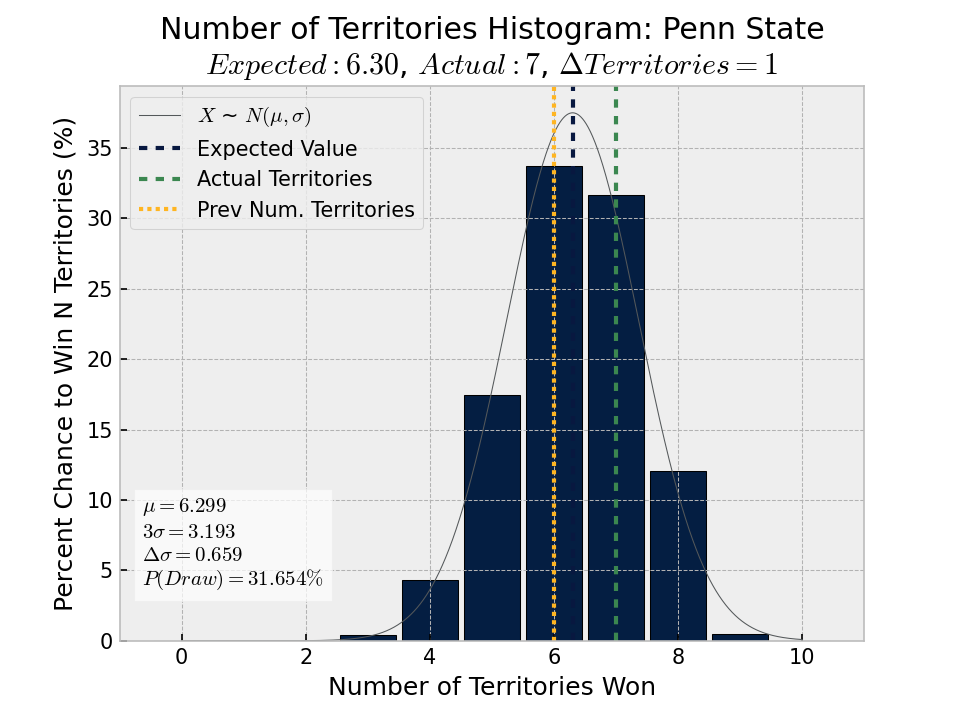 Number of Territories Histogram: Penn State
Expected : 6.30, Actual : 7, ΔTerritories = 1
X ~ N(μ, σ)
Expected Value
Actual Territories
Prev Num. Territories
Percent Chance to Win N Territories (%)
35
30
25
20
15
10
5
0
μ = 6.299
3σ = 3.193
Δσ = 0.659
P(Draw) = 31.654%
0 2 4 6 8 10
Number of Territories Won